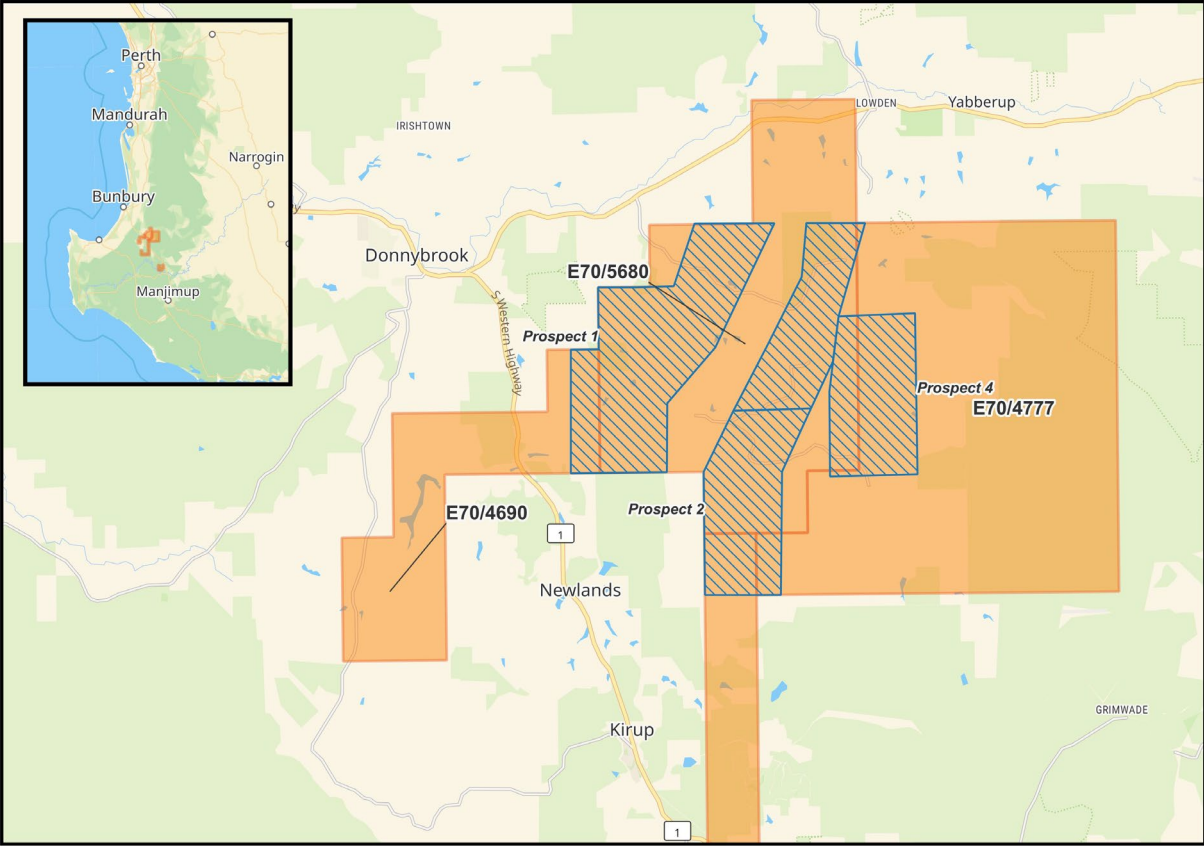 Perth
Mandurah
Narrogin
Bunbury
Manjimup
IRISHTOWN
LOWDEN
Yabberup
Donnybrook
E70/5680
S Western Highway
Prospect 1
Prospect 4
E70/4777
E70/4690
Prospect 2
1
Newlands
Kirup
GRIMWADE
1